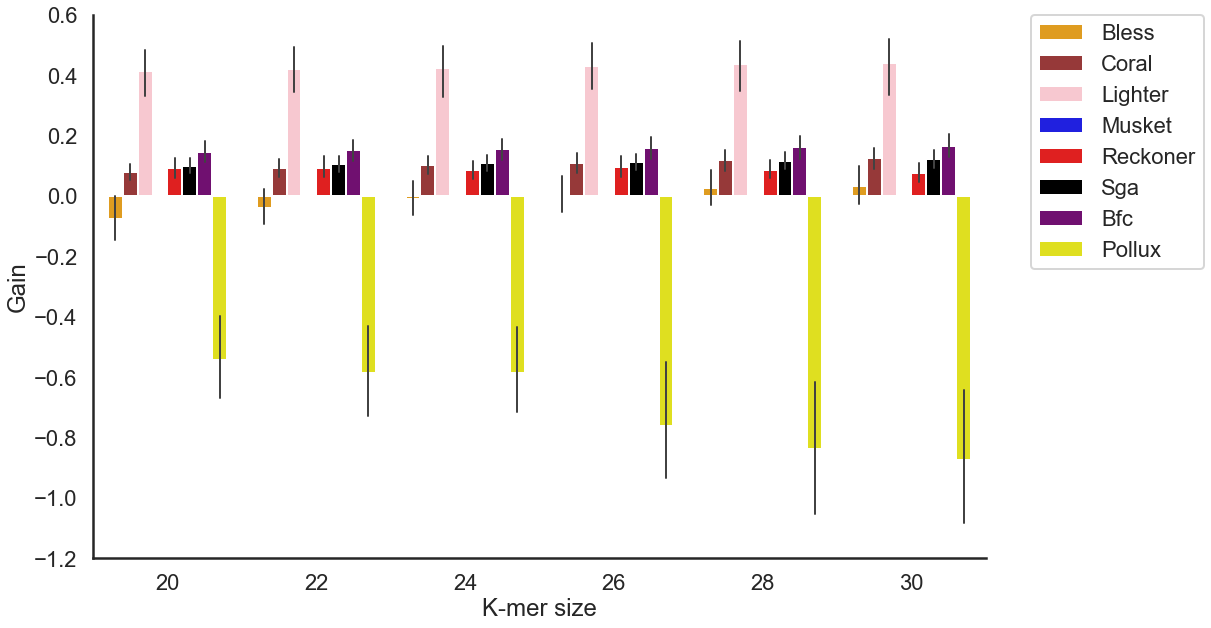 0.6
0.4
0.2
0.0
−0.2
−0.4
−0.6
−0.8
−1.0
−1.2
Gain
20 22 24 26 28 30
K-mer size
Bless
Coral
Lighter
Musket
Reckoner
Sga
Bfc
Pollux